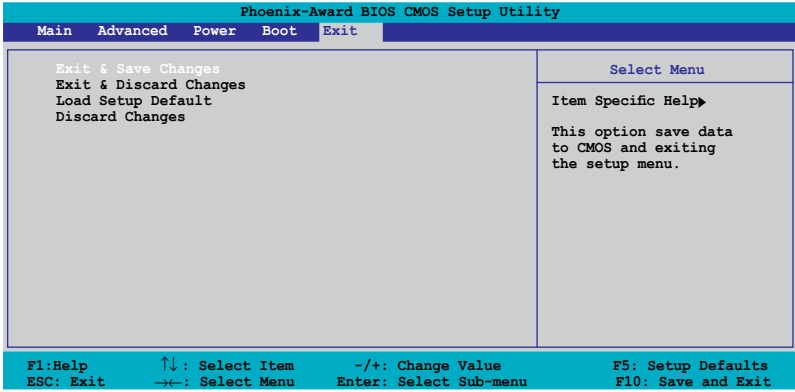 Phoenix-Award BIOS CMOS Setup Utility
Main Advanced Power Boot Exit
Exit & Save Changes
Exit & Discard Changes
Load Setup Default
Discard Changes
Select Menu
Item Specific Help▶
This option save data
to CMOS and exiting
the setup menu.
F1:Help ↑↓: Select Item -/+: Change Value F5: Setup Defaults
ESC: Exit →←: Select Menu Enter: Select Sub-menu F10: Save and Exit